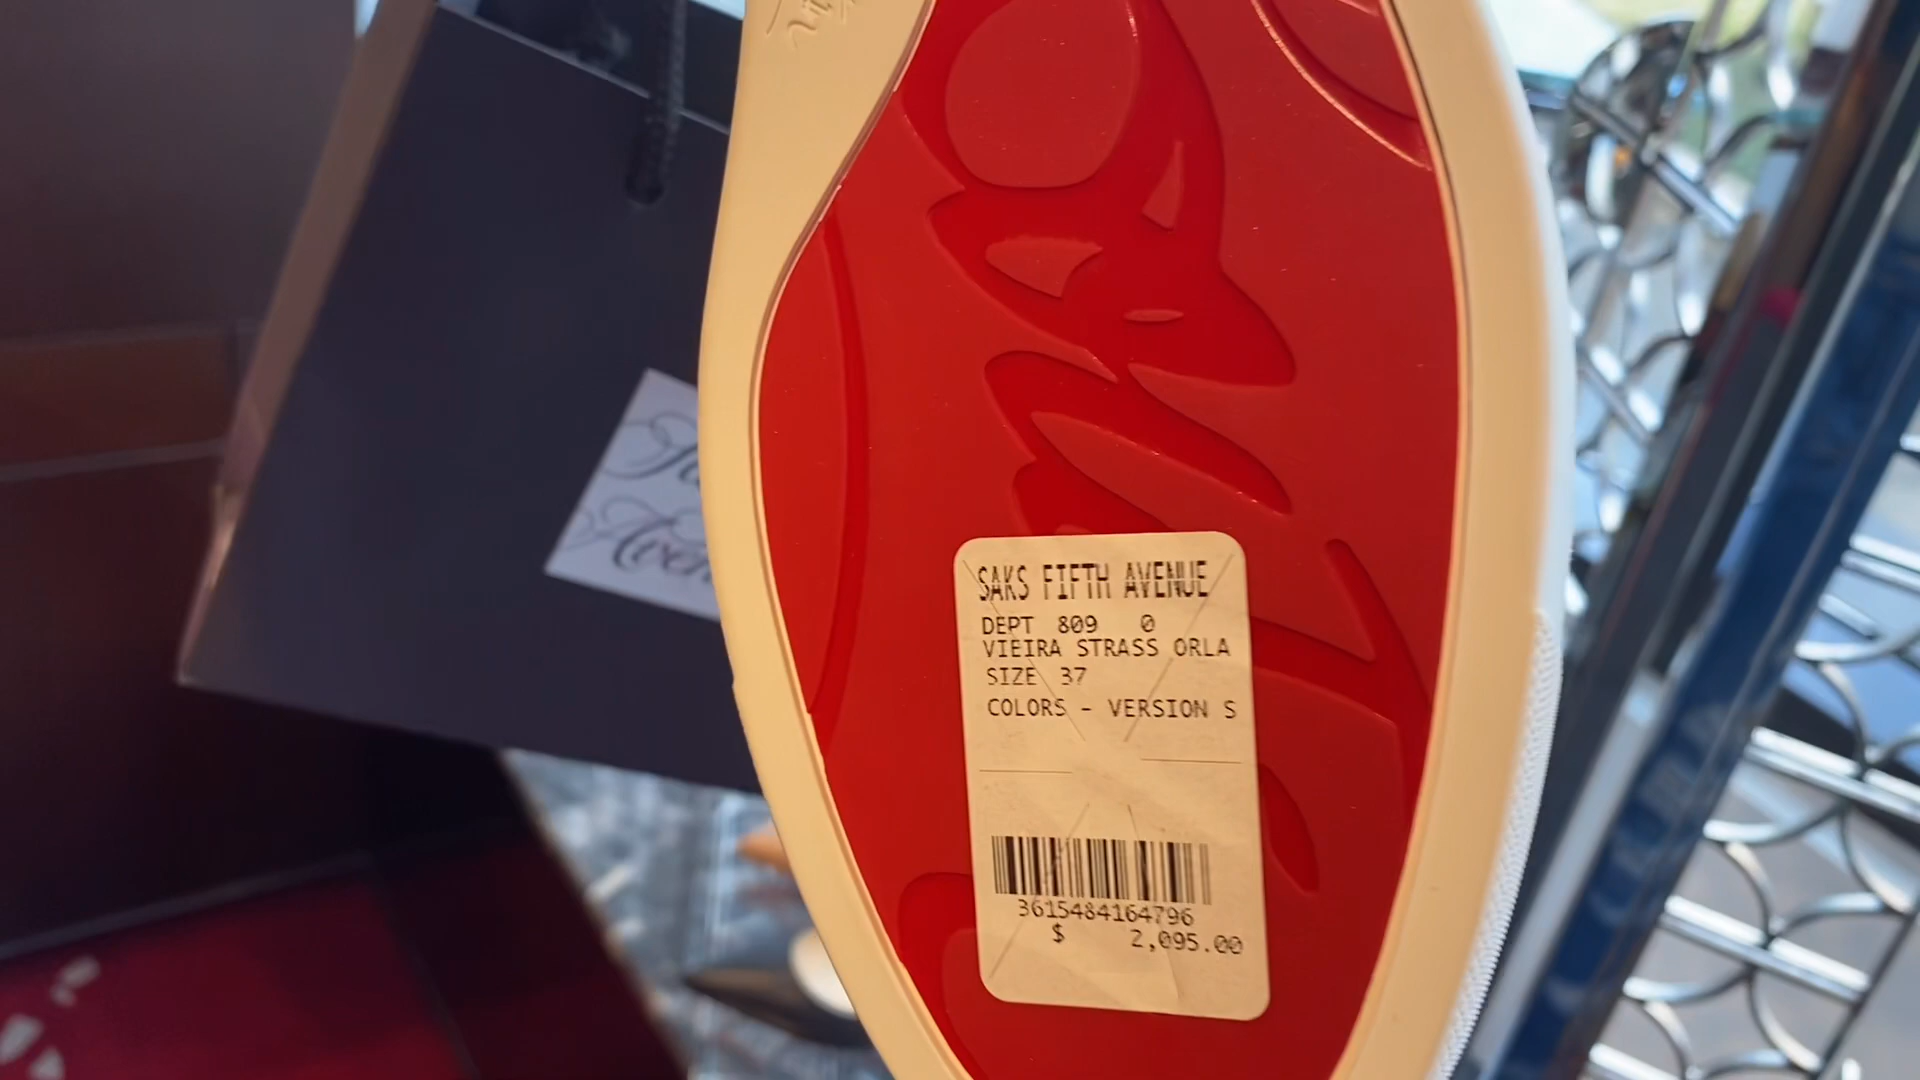 SAKS FIFTH AVENUE
DEPT 809 0
VIEIRA STRASS ORLA
SIZE 37
COLORS - VERSION S
3615484164796
$ 2,095.00